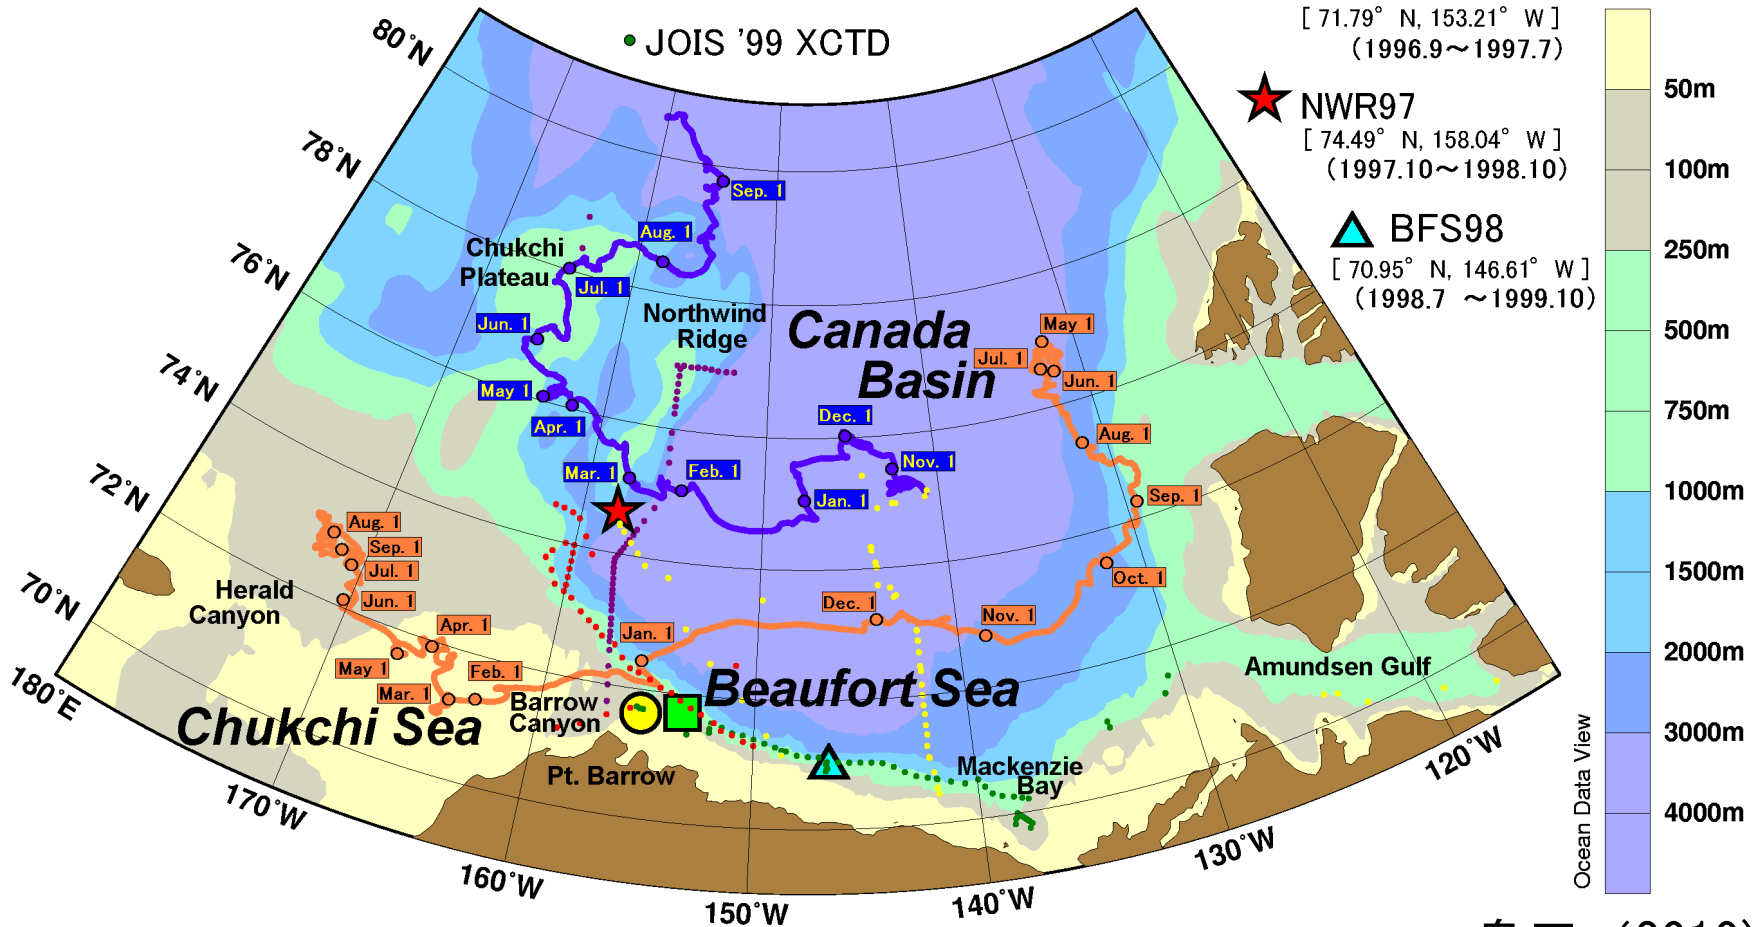 JOIS '99 XCTD
[ 71.79° N, 153.21° W ]
(1996.9～1997.7)
NWR97
[ 74.49° N, 158.04° W ]
(1997.10～1998.10)
BFS98
[ 70.95° N, 146.61° W ]
(1998.7 ～1999.10)
50m
100m
250m
500m
750m
1000m
1500m
2000m
3000m
4000m
Ocean Data View
80°N
78°N
76°N
74°N
72°N
70°N
180°E
170°W
160°W
150°W
140°W
130°W
120°W
Sep. 1
Aug. 1
Chukchi
Plateau
Jul. 1
Jun. 1
Northwind
Ridge
Canada
Basin
May 1
Jul. 1
Jun. 1
May 1
Apr. 1
Dec. 1
Aug. 1
Mar. 1
Feb. 1
Nov. 1
Jan. 1
Sep. 1
Aug. 1
Sep. 1
Jul. 1
Oct. 1
Herald
Canyon
Jun. 1
Dec. 1
Nov. 1
Apr. 1
Jan. 1
May 1
Feb. 1
Mar. 1
Amundsen Gulf
Barrow
Canyon
Beaufort Sea
Chukchi Sea
Pt. Barrow
Mackenzie
Bay